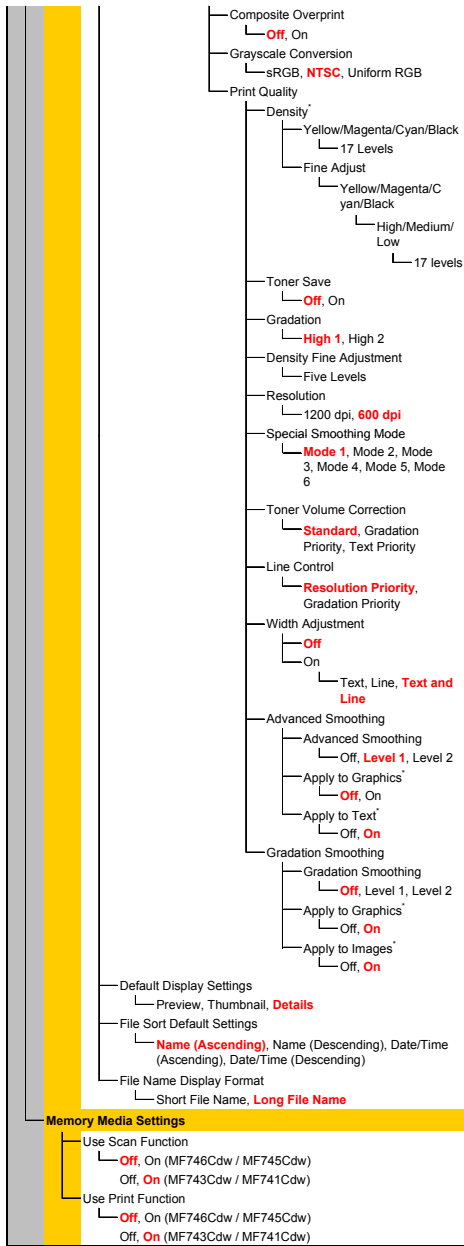 Composite Overprint
Off, On
Grayscale Conversion
sRGB, NTSC, Uniform RGB
Print Quality
Density*
Yellow/Magenta/Cyan/Black
17 Levels
Fine Adjust
Yellow/Magenta/C
yan/Black
High/Medium/
Low
17 levels
Toner Save
Off, On
Gradation
High 1, High 2
Density Fine Adjustment
Five Levels
Resolution
1200 dpi, 600 dpi
Special Smoothing Mode
Mode 1, Mode 2, Mode
3, Mode 4, Mode 5, Mode
6
Toner Volume Correction
Standard, Gradation
Priority, Text Priority
Line Control
Resolution Priority,
Gradation Priority
Width Adjustment
Off
On
Text, Line, Text and
Line
Advanced Smoothing
Advanced Smoothing
Off, Level 1, Level 2
Apply to Graphics*
Off, On
Apply to Text*
Off, On
Gradation Smoothing
Gradation Smoothing
Off, Level 1, Level 2
Apply to Graphics*
Off, On
Apply to Images*
Off, On
Default Display Settings
Preview, Thumbnail, Details
File Sort Default Settings
Name (Ascending), Name (Descending), Date/Time
(Ascending), Date/Time (Descending)
File Name Display Format
Short File Name, Long File Name
Memory Media Settings
Use Scan Function
Off, On (MF746Cdw / MF745Cdw)
Off, On (MF743Cdw / MF741Cdw)
Use Print Function
Off, On (MF746Cdw / MF745Cdw)
Off, On (MF743Cdw / MF741Cdw)